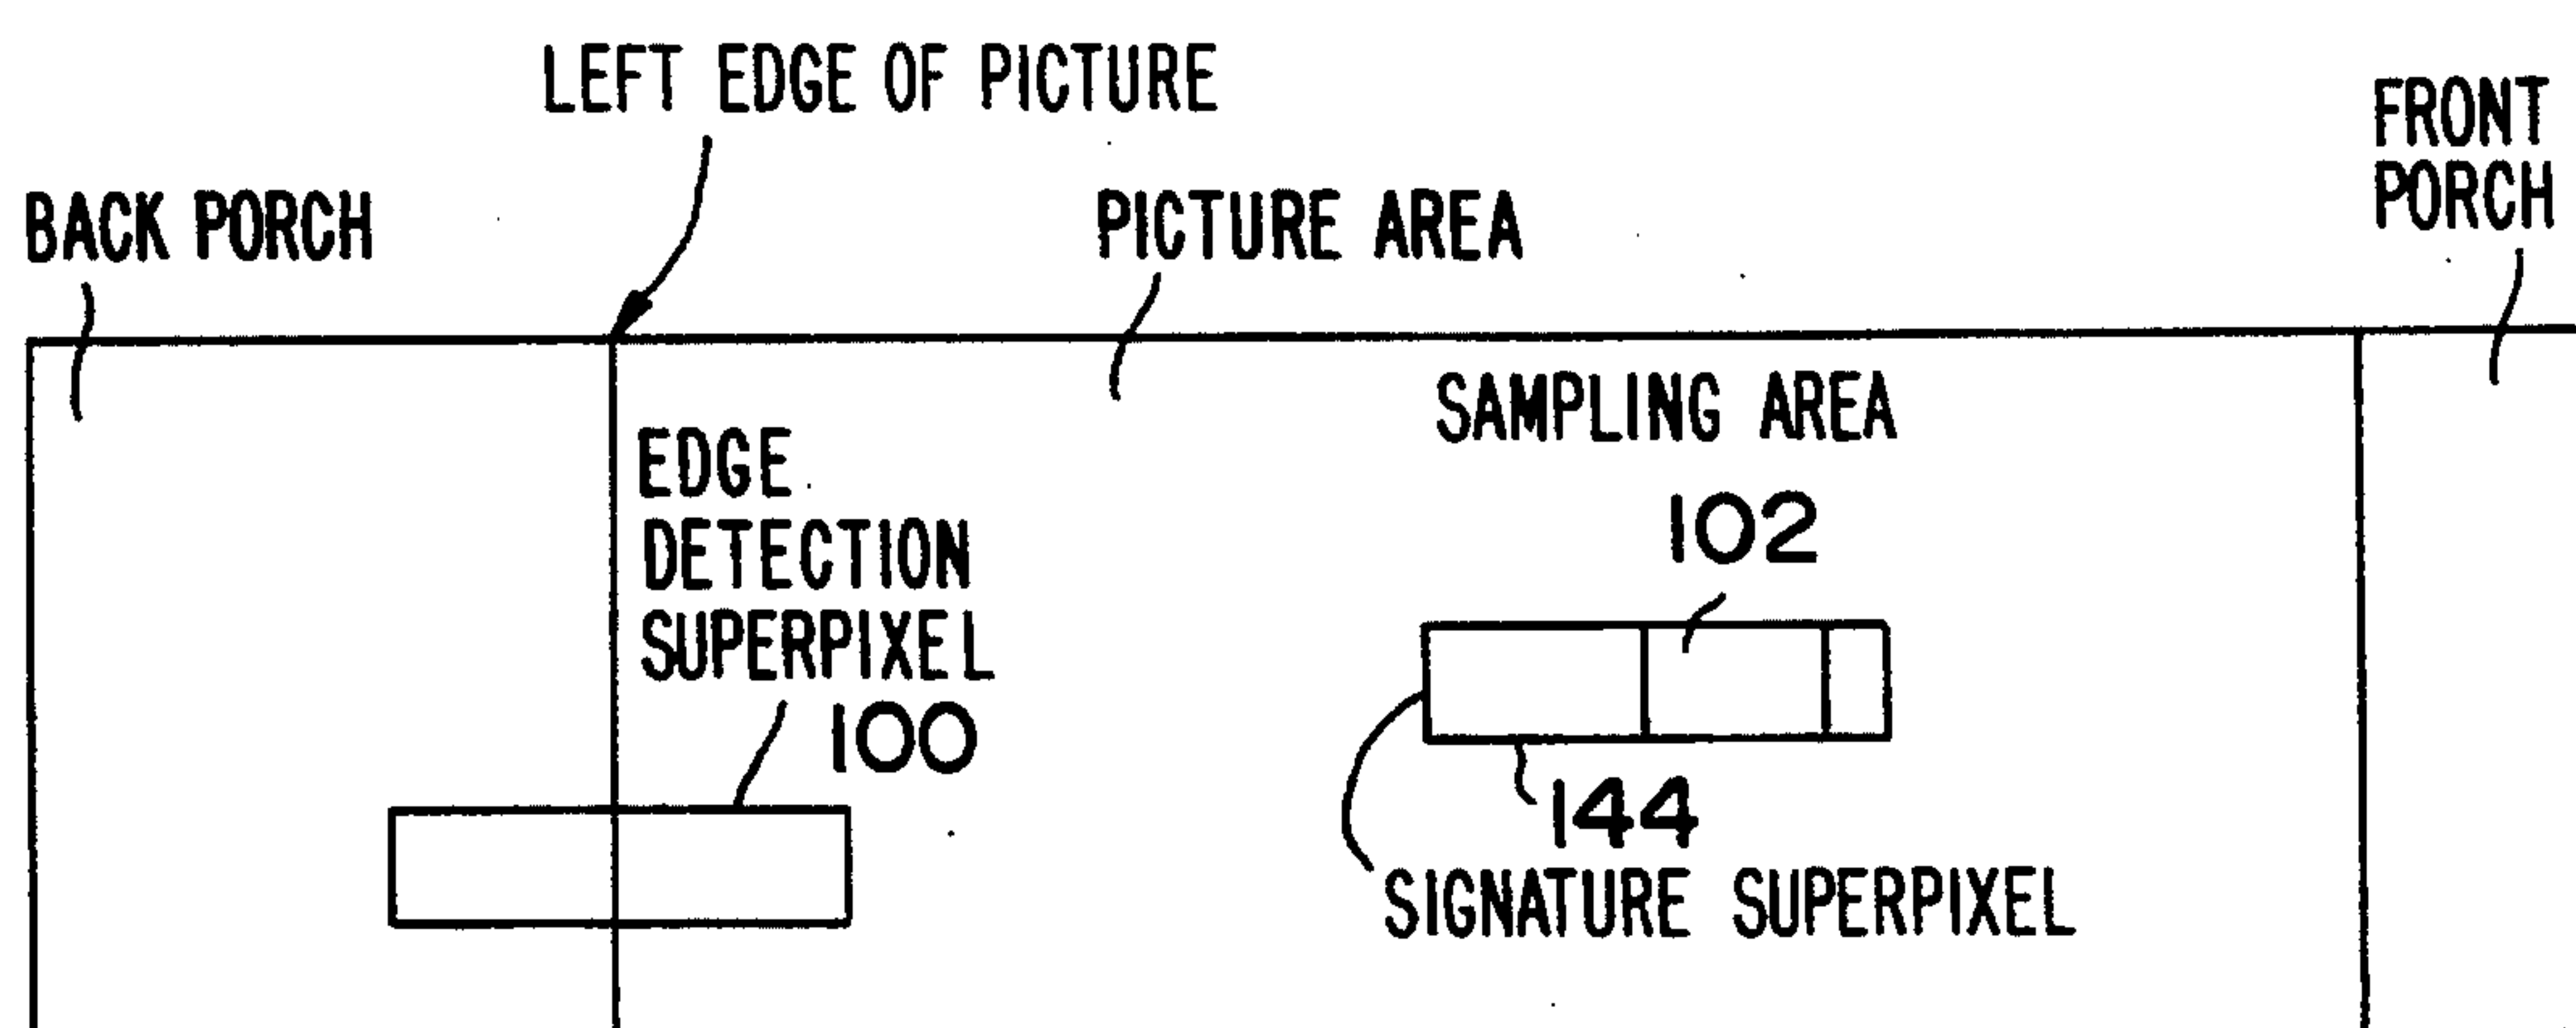 LEFT EDGE OF PICTURE
FRONT
PORCH
BACK PORCH
PICTURE AREA
SAMPLING AREA
EDGE
DETECTION
SUPERPIXEL
100
102
144
SIGNATURE SUPERPIXEL